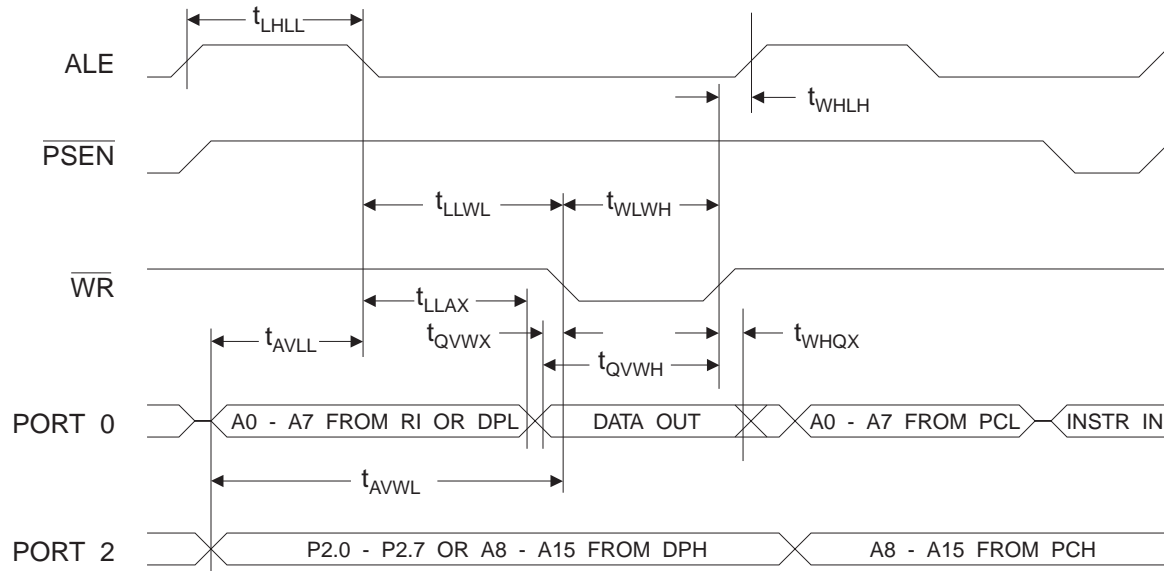 tLHLL
ALE
tWHLH
PSEN
tLLWL
tWLWH
WR
tLLAX
tAVLL
tQVWX
tWHQX
tQVWH
PORT 0
A0 - A7 FROM RI OR DPL
DATA OUT
A0 - A7 FROM PCL
INSTR IN
tAVWL
PORT 2
P2.0 - P2.7 OR A8 - A15 FROM DPH
A8 - A15 FROM PCH